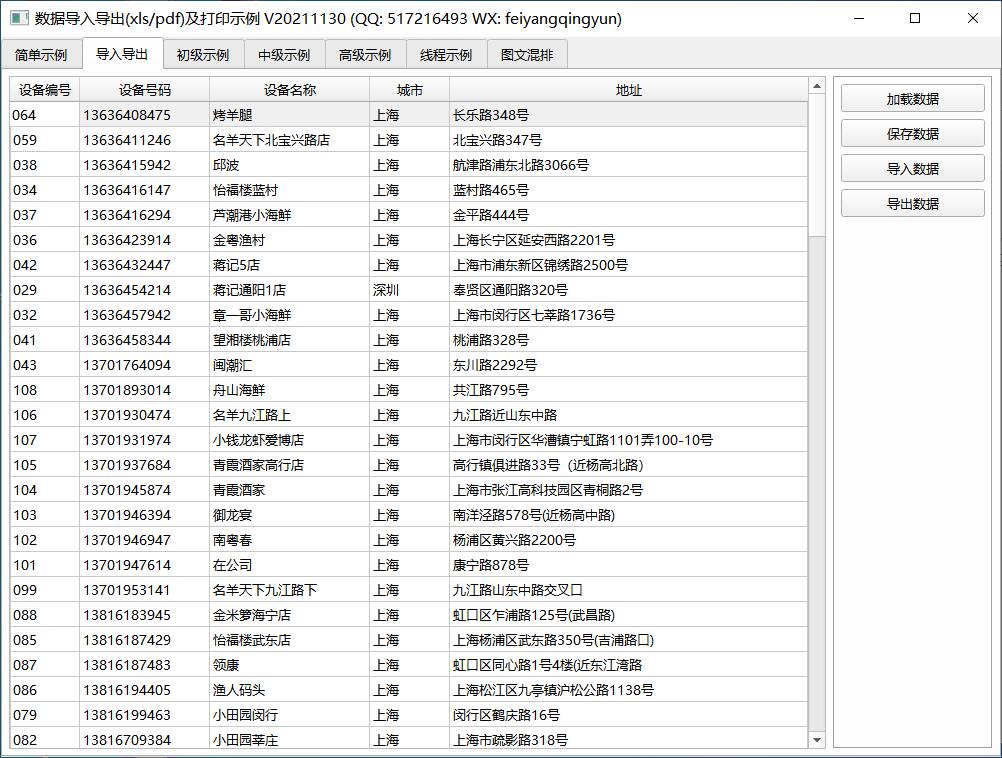 数据导入导出(xls/pdf)及打印示例 V20211130 (QQ: 517216493 WX: feiyangqingyun)
简单示例 导入导出 初级示例 中级示例 高级示例 线程示例 图文混排
设备编号 设备号码 设备名称 城市 地址
064 13636408475 烤羊腿 上海 长乐路348号
059 13636411246 名羊天下北宝兴路店 上海 北宝兴路347号
038 13636415942 邱波 上海 航津路浦东北路3066号
034 13636416147 怡福楼蓝村 上海 蓝村路465号
037 13636416294 芦潮港小海鲜 上海 金平路444号
036 13636423914 金粤渔村 上海 上海长宁区延安西路2201号
042 13636432447 蒋记5店 上海 上海市浦东新区锦绣路2500号
029 13636454214 蒋记通阳1店 深圳 奉贤区通阳路320号
032 13636457942 章一哥小海鲜 上海 上海市闵行区七莘路1736号
041 13636458344 望湘楼桃浦店 上海 桃浦路328号
043 13701764094 闽潮汇 上海 东川路2292号
108 13701893014 舟山海鲜 上海 共江路795号
106 13701930474 名羊九江路上 上海 九江路近山东中路
107 13701931974 小钱龙虾爱博店 上海 上海市闵行区华漕镇宁虹路1101弄100-10号
105 13701937684 青霞酒家高行店 上海 高行镇俱进路33号（近杨高北路）
104 13701945874 青霞酒家 上海 上海市张江高科技园区青桐路2号
103 13701946394 御龙宴 上海 南洋泾路578号(近杨高中路)
102 13701946947 南粤春 上海 杨浦区黄兴路2200号
101 13701947614 在公司 上海 康宁路878号
099 13701953141 名羊天下九江路下 上海 九江路山东中路交叉口
088 13816183945 金米箩海宁店 上海 虹口区乍浦路125号(武昌路)
085 13816187429 怡福楼武东店 上海 上海杨浦区武东路350号(吉浦路口)
087 13816187483 领康 上海 虹口区同心路1号4楼(近东江湾路
086 13816194405 渔人码头 上海 上海松江区九亭镇沪松公路1138号
079 13816199463 小田园闵行 上海 闵行区鹤庆路16号
082 13816709384 小田园莘庄 上海 上海市疏影路318号
加载数据
保存数据
导入数据
导出数据